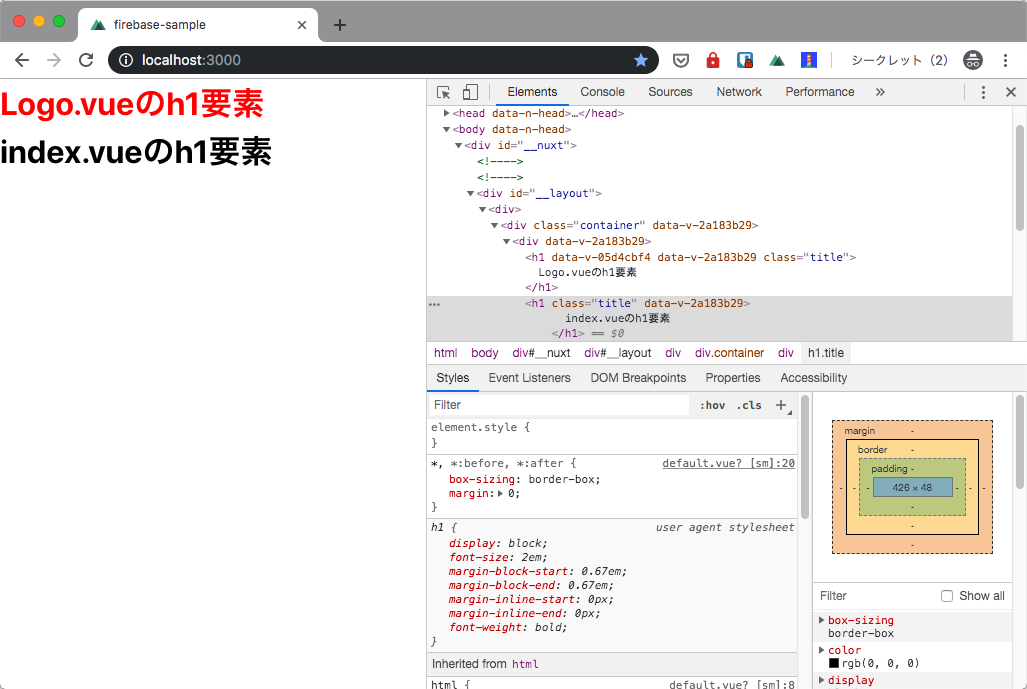 firebase-sample
localhost:3000
シークレット（2）
Logo.vueのh1要素
index.vueのh1要素
Elements Console Sources Network Performance »
<head data-n-head>…</head>
<body data-n-head>
<div id="__nuxt">
<!---->
<!---->
<div id="__layout">
<div>
<div class="container" data-v-2a183b29>
<div data-v-2a183b29>
<h1 data-v-05d4cbf4 data-v-2a183b29 class="title">
Logo.vueのh1要素
</h1>
<h1 class="title" data-v-2a183b29>
index.vueのh1要素
</h1> == $0
html body div#__nuxt div#__layout div div.container div h1.title
Styles Event Listeners DOM Breakpoints Properties Accessibility
Filter :hov .cls +
element.style {
}
*, *:before, *:after { default.vue? [sm]:20
box-sizing: border-box;
margin: 0;
}
h1 { user agent stylesheet
display: block;
font-size: 2em;
margin-block-start: 0.67em;
margin-block-end: 0.67em;
margin-inline-start: 0px;
margin-inline-end: 0px;
font-weight: bold;
}
Inherited from html
html { default.vue? [sm]:8
margin -
border -
padding -
- - - 426 × 48 - - -
-
-
-
Filter Show all
box-sizing
border-box
color
rgb(0, 0, 0)
display